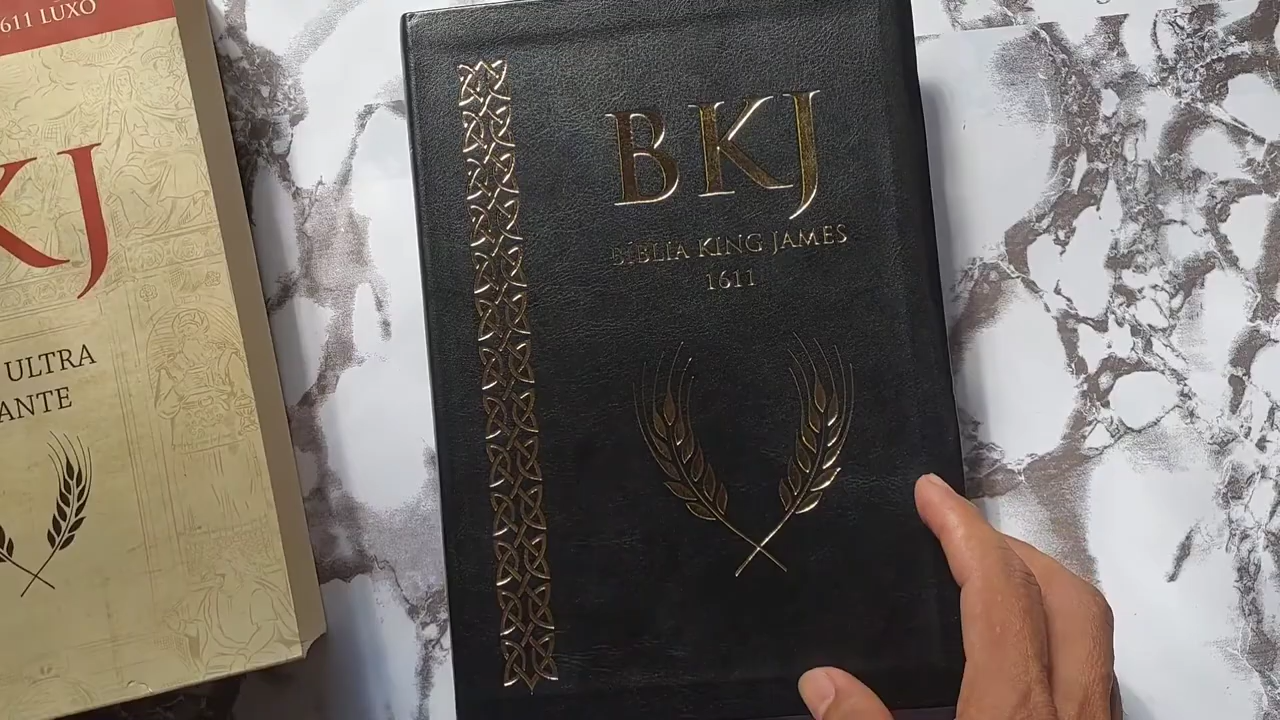 611 LUXO
KJ
ULTRA
ANTE
BKJ
BÍBLIA KING JAMES
1611